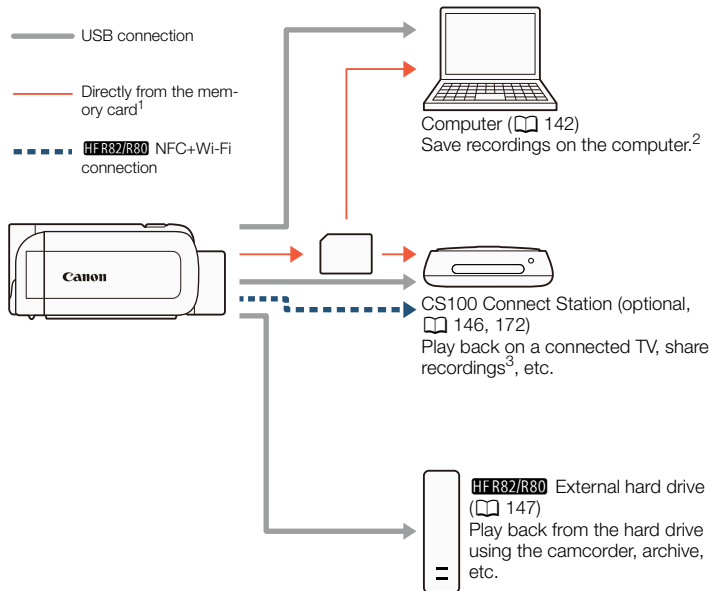 USB connection
Directly from the mem-
ory card1
HF R82/R80 NFC+Wi-Fi
connection
Canon
Computer ( 142)
Save recordings on the computer.2
CS100 Connect Station (optional,
146, 172)
Play back on a connected TV, share
recordings3, etc.
HF R82/R80 External hard drive
( 147)
Play back from the hard drive
using the camcorder, archive,
etc.